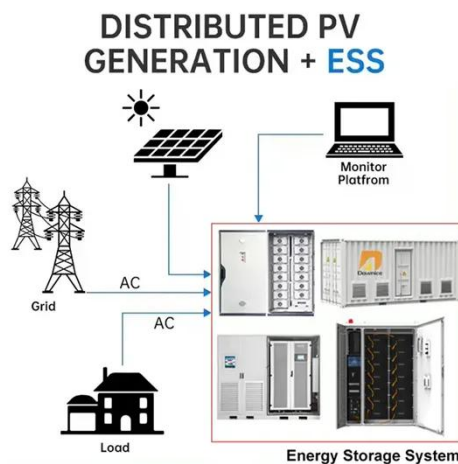 DISTRIBUTED PV
GENERATION + ESS
Monitor
Platfrom
Grid
AC
AC
Load
Energy Storage System